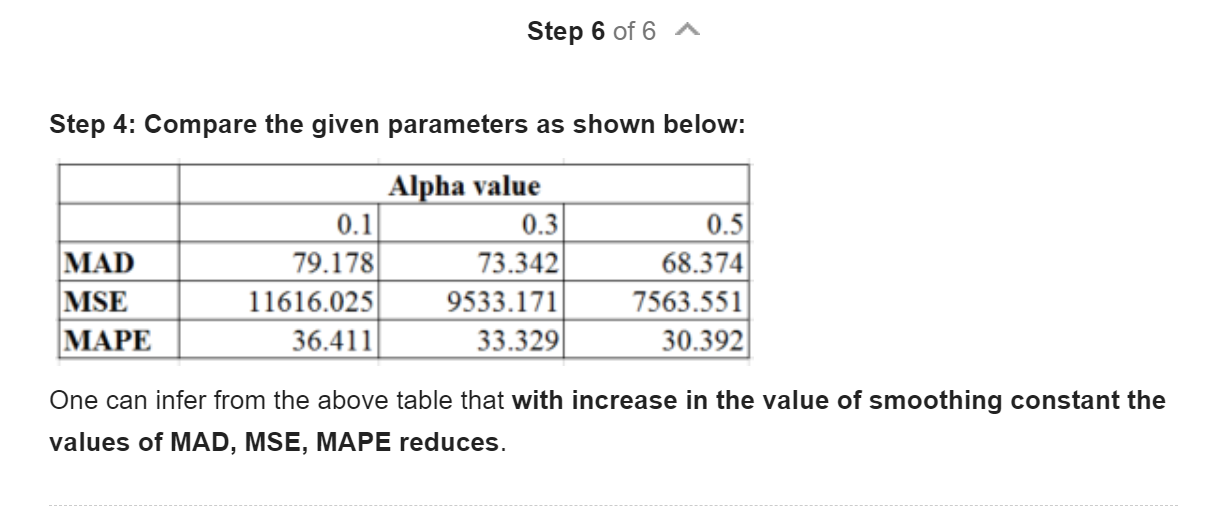 Step 6 of 6
Step 4: Compare the given parameters as shown below:
Alpha value
0.1 0.3 0.5
MAD 79.178 73.342 68.374
MSE 11616.025 9533.171 7563.551
MAPE 36.411 33.329 30.392
One can infer from the above table that with increase in the value of smoothing constant the
values of MAD, MSE, MAPE reduces.